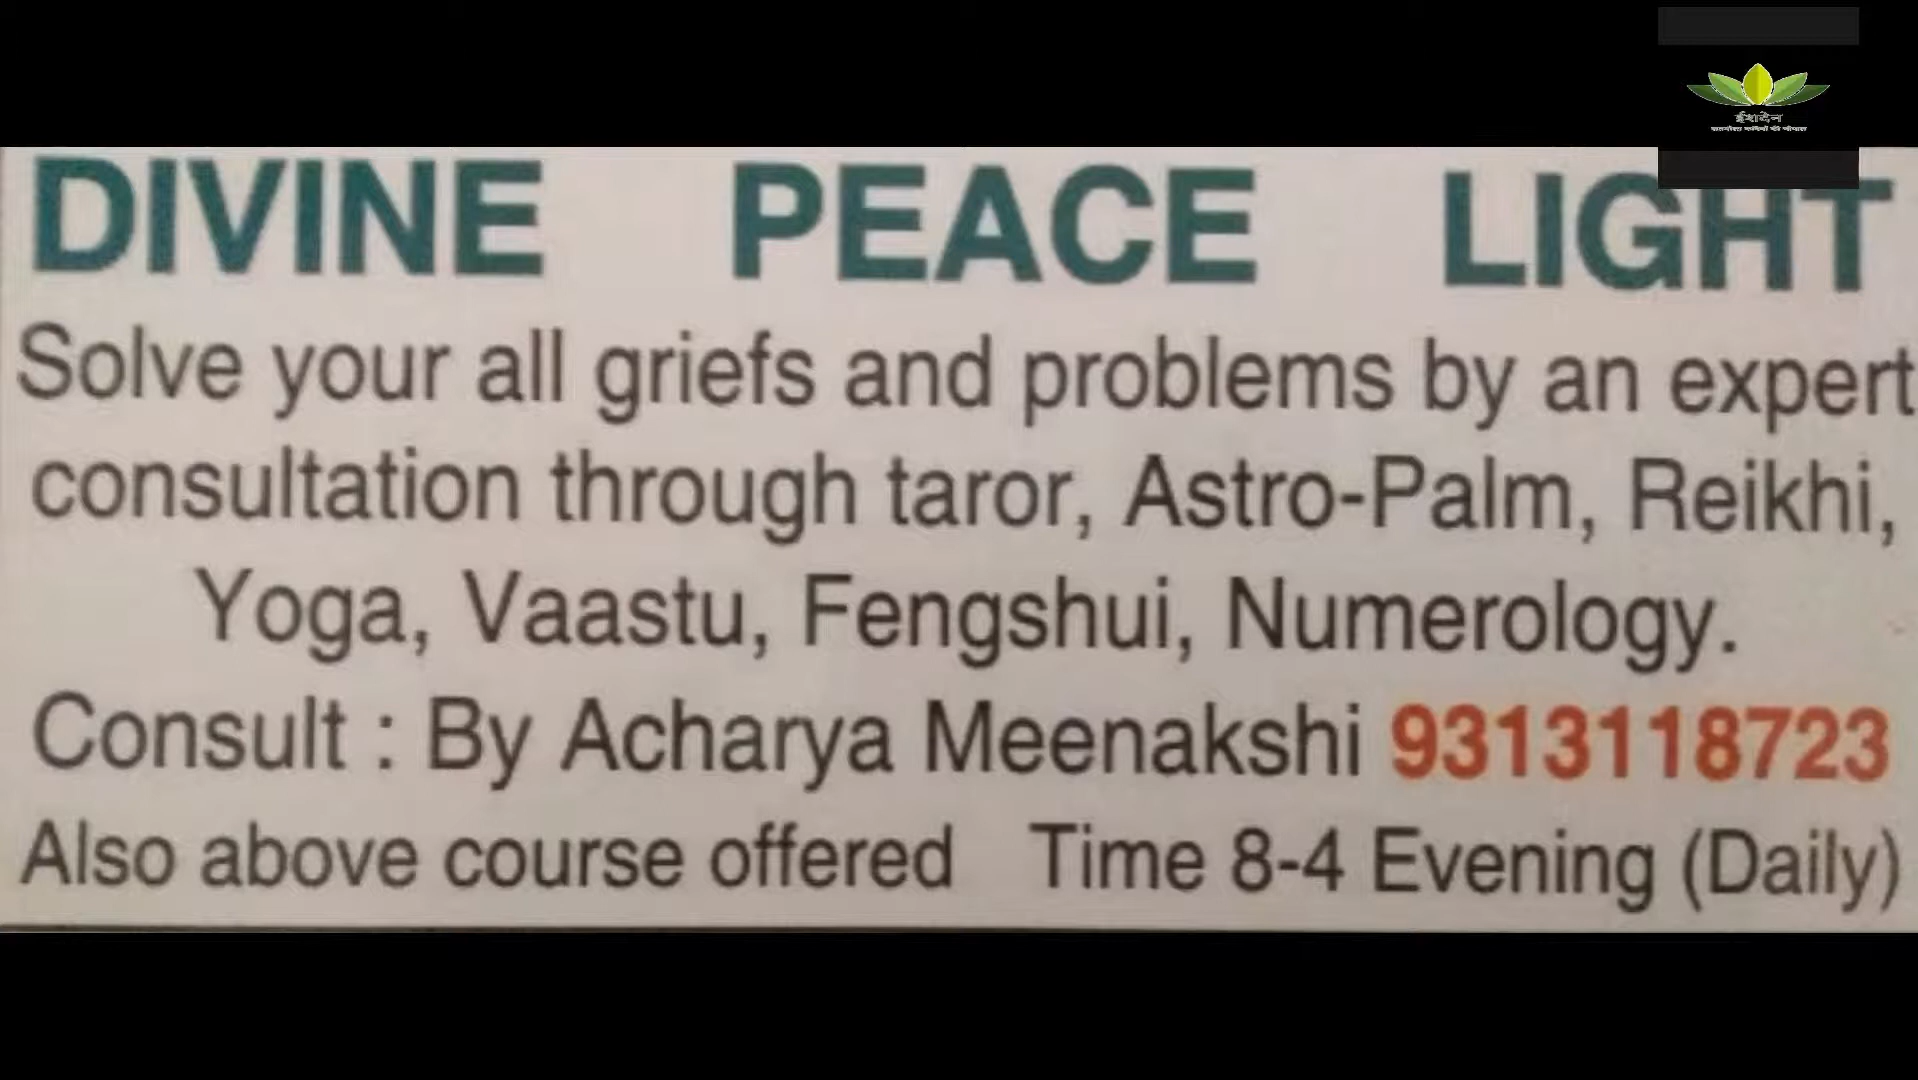 ईशदेन
DIVINE PEACE LIGHT
Solve your all griefs and problems by an expert
consultation through taror, Astro-Palm, Reikhi,
Yoga, Vaastu, Fengshui, Numerology.
Consult : By Acharya Meenakshi 9313118723
Also above course offered Time 8-4 Evening (Daily)